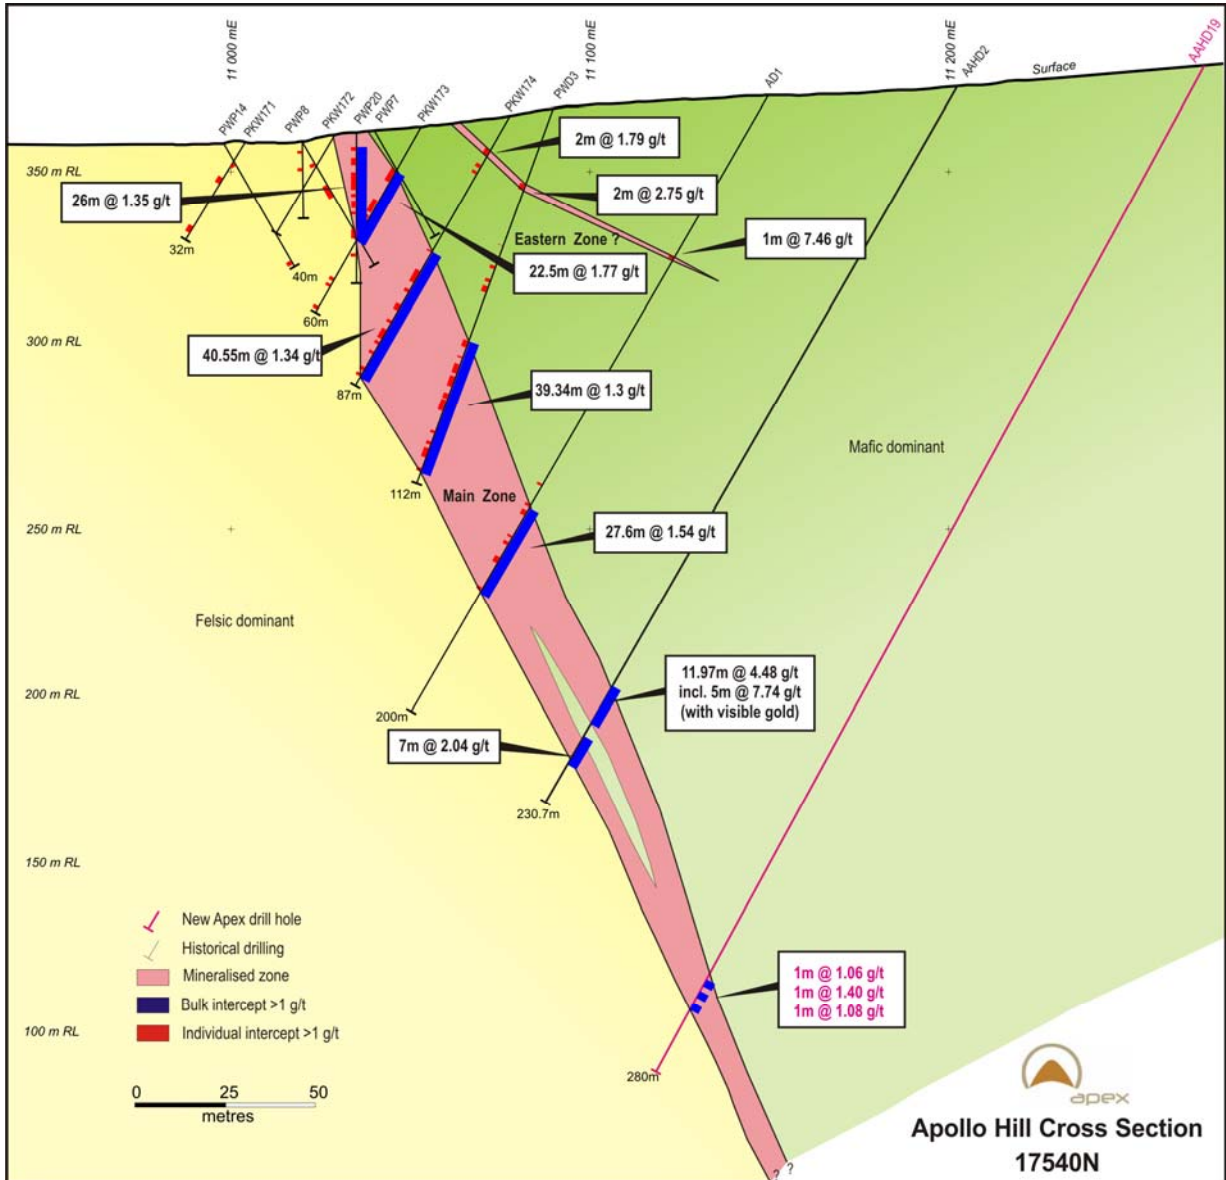 11 000 mE
11 100 mE
11 200 mE
PWP14
PKW171
PWP8
PKW172
PWP20
PWP7
PKW173
PKW174
PWD3
AD1
AAHD2
AAHD19
Surface
350 m RL
300 m RL
250 m RL
200 m RL
150 m RL
100 m RL
26m @ 1.35 g/t
2m @ 1.79 g/t
2m @ 2.75 g/t
1m @ 7.46 g/t
Eastern Zone ?
22.5m @ 1.77 g/t
32m
40m
60m
40.55m @ 1.34 g/t
87m
39.34m @ 1.3 g/t
Mafic dominant
112m
Main Zone
27.6m @ 1.54 g/t
Felsic dominant
11.97m @ 4.48 g/t
incl. 5m @ 7.74 g/t
(with visible gold)
200m
7m @ 2.04 g/t
230.7m
1m @ 1.06 g/t
1m @ 1.40 g/t
1m @ 1.08 g/t
280m
New Apex drill hole
Historical drilling
Mineralised zone
Bulk intercept >1 g/t
Individual intercept >1 g/t
0 25 50
metres
apex
Apollo Hill Cross Section
17540N
? ?